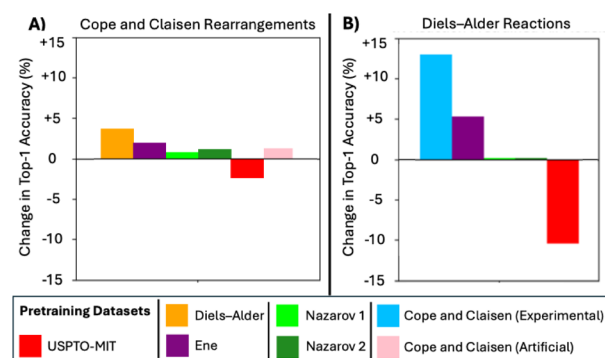 A) Cope and Claisen Rearrangements
Change in Top-1 Accuracy (%)
+15
+10
+5
0
-5
-10
-15
B) Diels–Alder Reactions
Change in Top-1 Accuracy (%)
+15
+10
+5
0
-5
-10
-15
Pretraining Datasets
USPTO-MIT
Diels–Alder
Ene
Nazarov 1
Nazarov 2
Cope and Claisen (Experimental)
Cope and Claisen (Artificial)